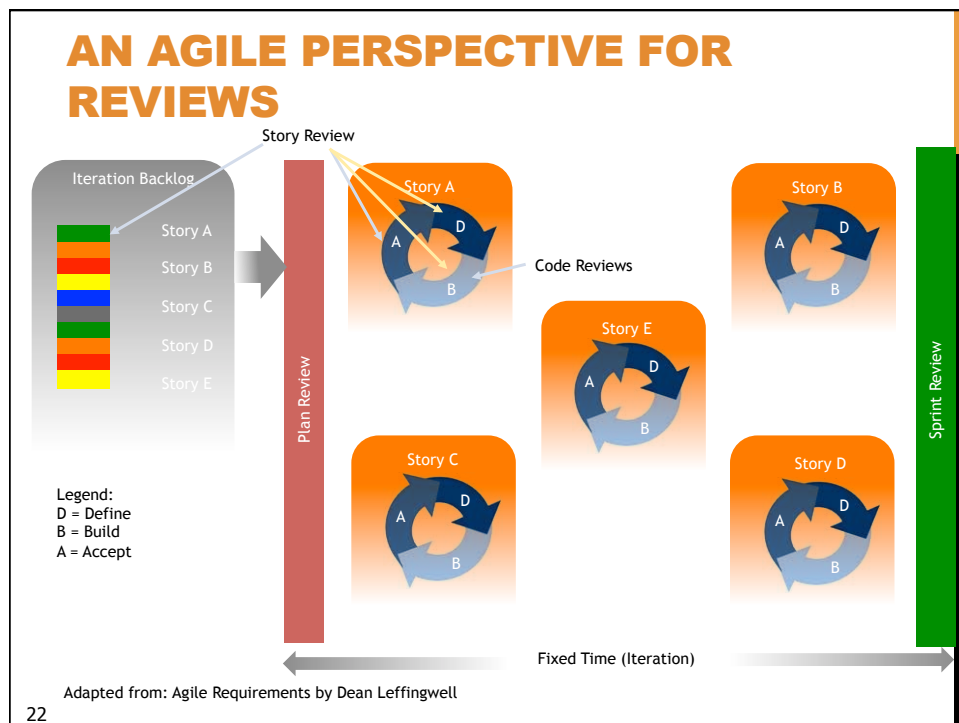 AN AGILE PERSPECTIVE FOR
REVIEWS
Story Review
Iteration Backlog
Story A
Story B
Story C
Story D
Story E
Plan Review
Story A
D
A
B
Code Reviews
Story B
D
A
B
Story E
D
A
B
Story C
D
A
B
Story D
D
A
B
Sprint Review
Legend:
D = Define
B = Build
A = Accept
Fixed Time (Iteration)
Adapted from: Agile Requirements by Dean Leffingwell
22